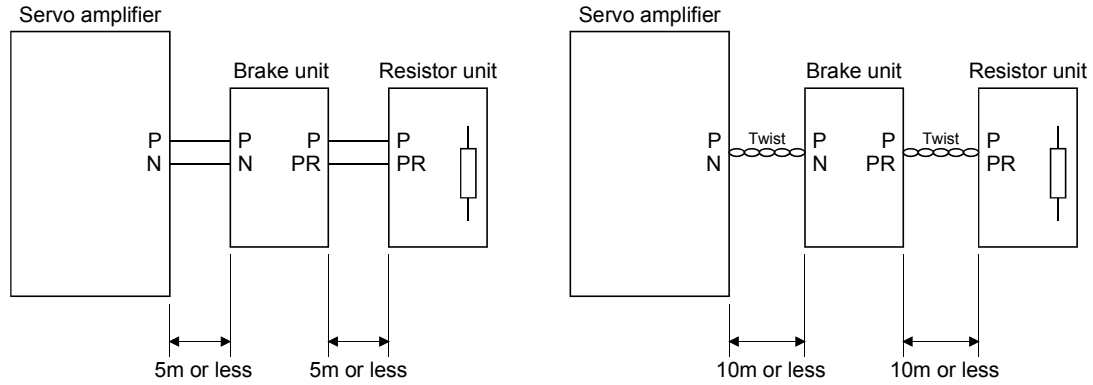 Servo amplifier
Brake unit
Resistor unit
P
N
P
N
P
PR
P
PR
5m or less
5m or less
Servo amplifier
Brake unit
Resistor unit
P
N
Twist
P
N
P
PR
Twist
P
PR
10m or less
10m or less